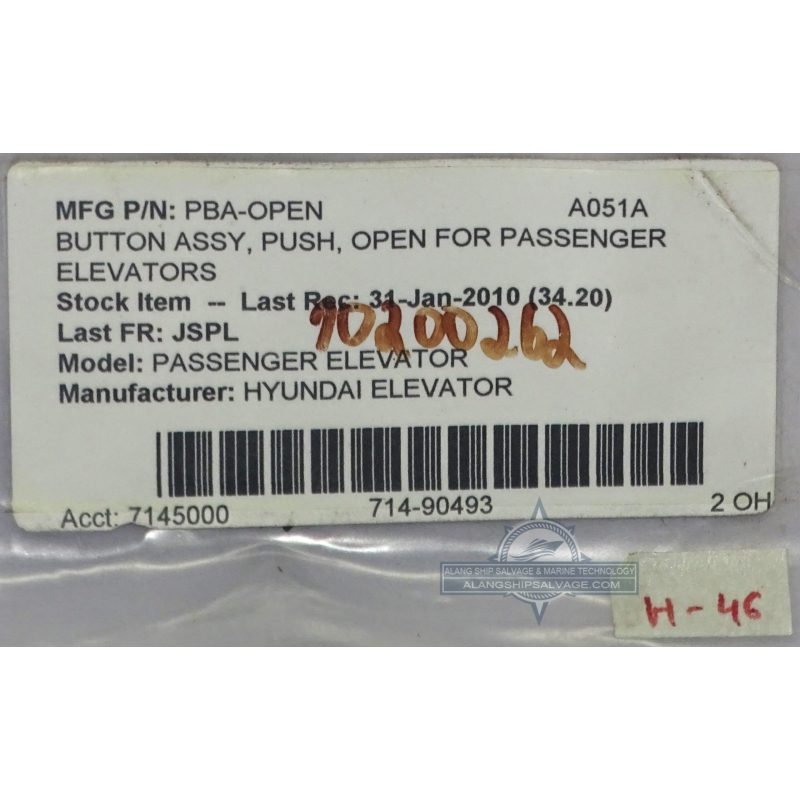 MFG P/N: PBA-OPEN A051A
BUTTON ASSY, PUSH, OPEN FOR PASSENGER
ELEVATORS
Stock Item -- Last Rec: 31-Jan-2010 (34.20)
Last FR: JSPL
90200262
Model: PASSENGER ELEVATOR
Manufacturer: HYUNDAI ELEVATOR
Acct: 7145000 714-90493 2 OH
ALANG SHIP SALVAGE & MARINE TECHNOLOGY
ALANGSHIPSALVAGE.COM
H-46